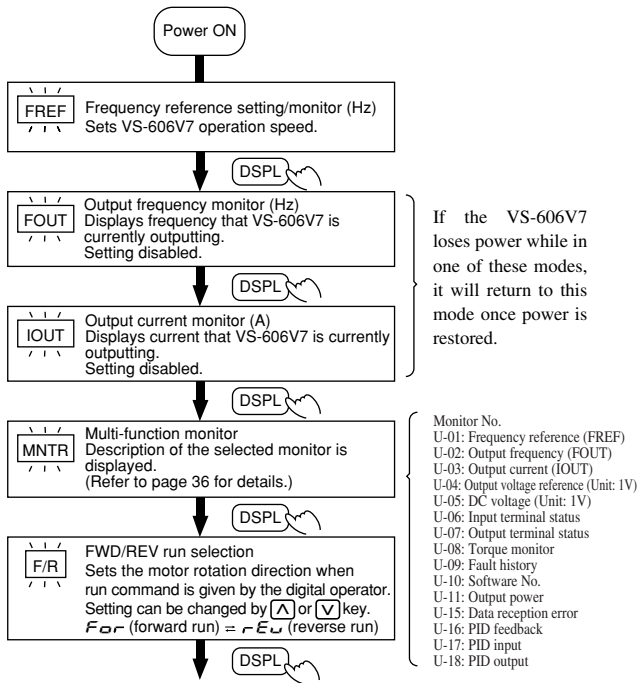 Power ON
FREF
Frequency reference setting/monitor (Hz)
Sets VS-606V7 operation speed.
DSPL
FOUT
Output frequency monitor (Hz)
Displays frequency that VS-606V7 is
currently outputting.
Setting disabled.
DSPL
IOUT
Output current monitor (A)
Displays current that VS-606V7 is currently
outputting.
Setting disabled.
If the VS-606V7
loses power while in
one of these modes,
it will return to this
mode once power is
restored.
DSPL
MNTR
Multi-function monitor
Description of the selected monitor is
displayed.
(Refer to page 36 for details.)
DSPL
F/R
FWD/REV run selection
Sets the motor rotation direction when
run command is given by the digital operator.
Setting can be changed by ∧ or ∨ key.
For (forward run) ⇌ rEu (reverse run)
DSPL
Monitor No.
U-01: Frequency reference (FREF)
U-02: Output frequency (FOUT)
U-03: Output current (IOUT)
U-04: Output voltage reference (Unit: 1V)
U-05: DC voltage (Unit: 1V)
U-06: Input terminal status
U-07: Output terminal status
U-08: Torque monitor
U-09: Fault history
U-10: Software No.
U-11: Output power
U-15: Data reception error
U-16: PID feedback
U-17: PID input
U-18: PID output